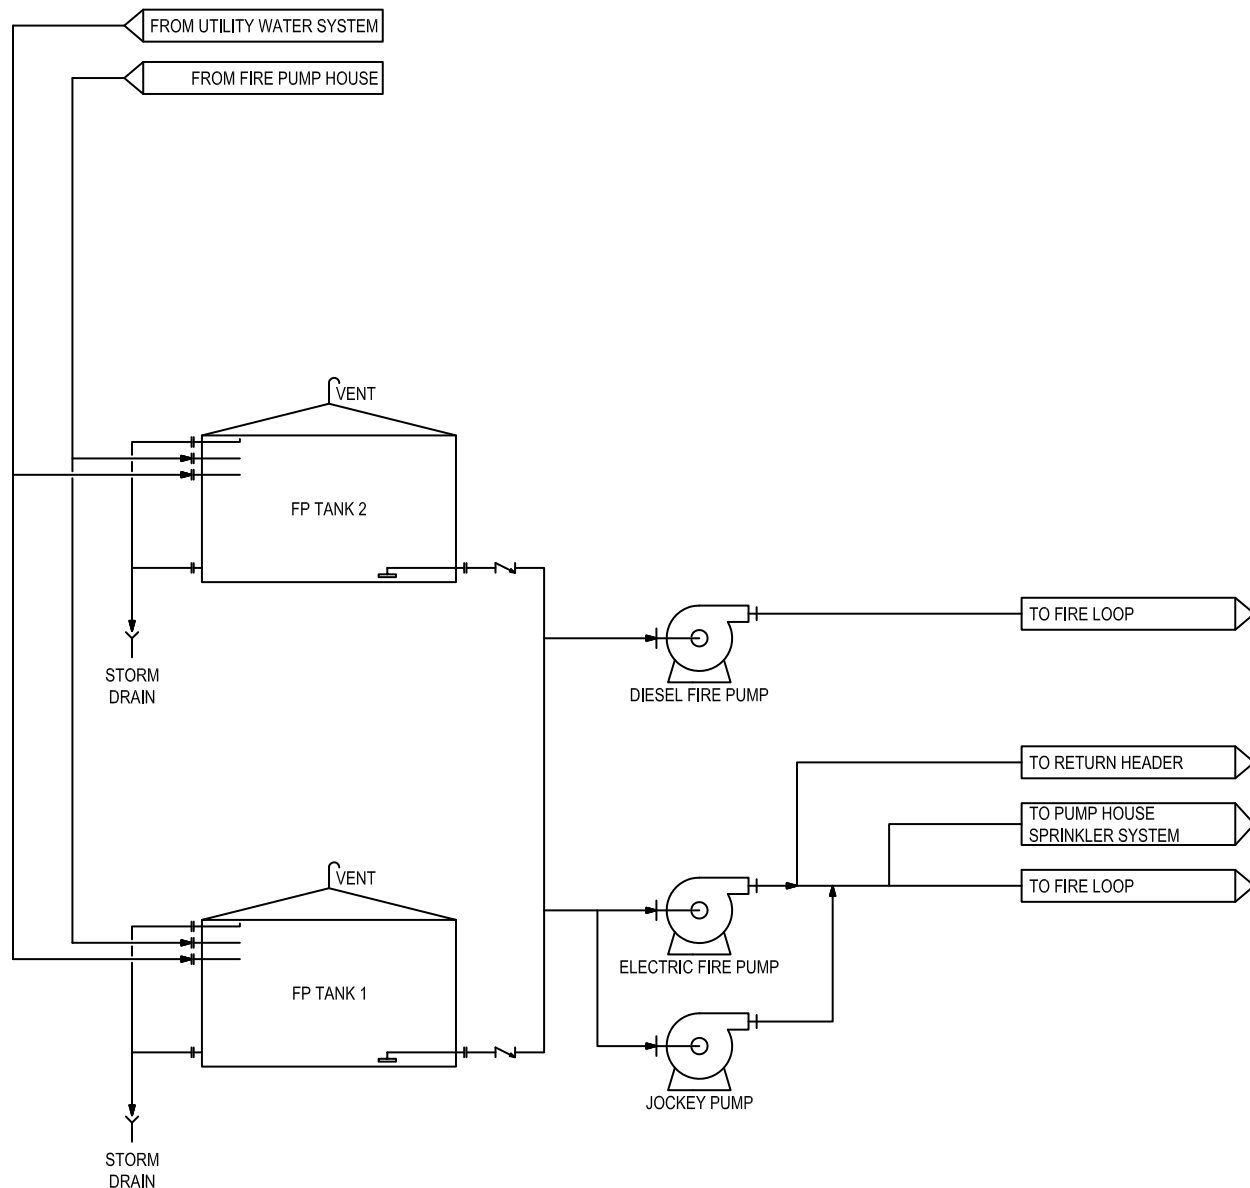 FROM UTILITY WATER SYSTEM
FROM FIRE PUMP HOUSE
VENT
FP TANK 2
STORM
DRAIN
DIESEL FIRE PUMP
TO FIRE LOOP
TO RETURN HEADER
TO PUMP HOUSE
SPRINKLER SYSTEM
TO FIRE LOOP
VENT
FP TANK 1
ELECTRIC FIRE PUMP
JOCKEY PUMP
STORM
DRAIN